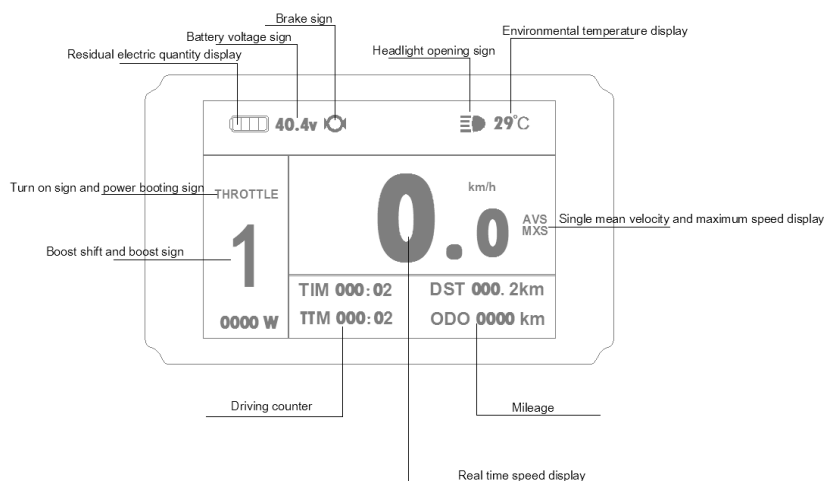 Brake sign
Battery voltage sign
Environmental temperature display
Residual electric quantity display
Headlight opening sign
40.4v
29°C
Turn on sign and power booting sign
THROTTLE
km/h
0.0
AVS
MXS
Single mean velocity and maximum speed display
Boost shift and boost sign
1
TIM 000:02
DST 000. 2km
0000 W
TTM 000:02
ODO 0000 km
Driving counter
Mileage
Real time speed display